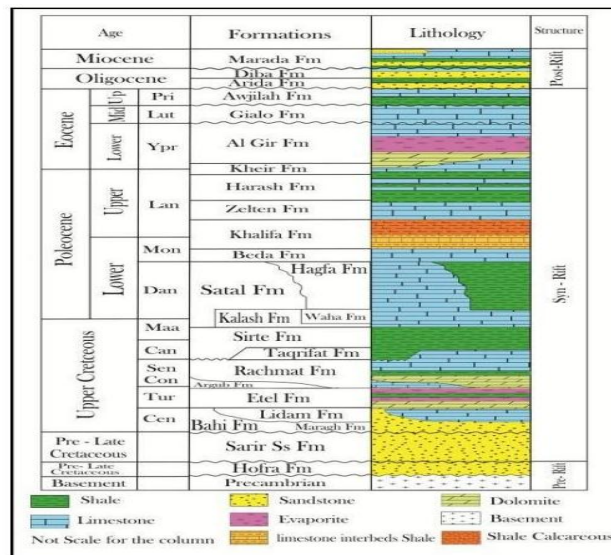 Age Formations Lithology Structure
Miocene Marada Fm Post-Rift
Oligocene Diba Fm
Arida Fm
Eocene Mid Up Pri Awjilah Fm
Lut Gialo Fm
Lower Ypr Al Gir Fm
Kheir Fm
Poleocene Upper Lan Harash Fm
Zelten Fm
Khalifa Fm
Lower Mon Beda Fm
Hagfa Fm
Dan Satal Fm Syn - Rift
Kalash Fm Waha Fm
Upper Cretceous Maa Sirte Fm
Can Taqrifat Fm
Sen Rachmat Fm
Con Argub Fm
Tur Etel Fm
Cen Lidam Fm
Bahi Fm Maragh Fm
Pre - Late Cretaceous Sarir Ss Fm
Pre - Late Cretaceous Hofra Fm Pre-Rift
Basement Precambrian
Shale Sandstone Dolomite
Limestone Evaporite Basement
Not Scale for the column limestone interbeds Shale Shale Calcareous